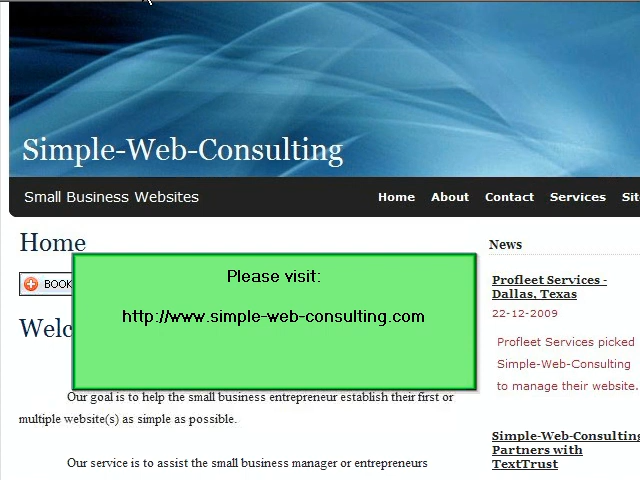 Simple-Web-Consulting
Small Business Websites
Home About Contact Services
Home
BOOK
Please visit:
http://www.simple-web-consulting.com
Our goal is to help the small business entrepreneur establish their first or
multiple website(s) as simple as possible.
Our service is to assist the small business manager or entrepreneurs
News
Profleet Services -
Dallas, Texas
22-12-2009
Profleet Services picked
Simple-Web-Consulting
to manage their website.
Simple-Web-Consulting
Partners with
TextTrust